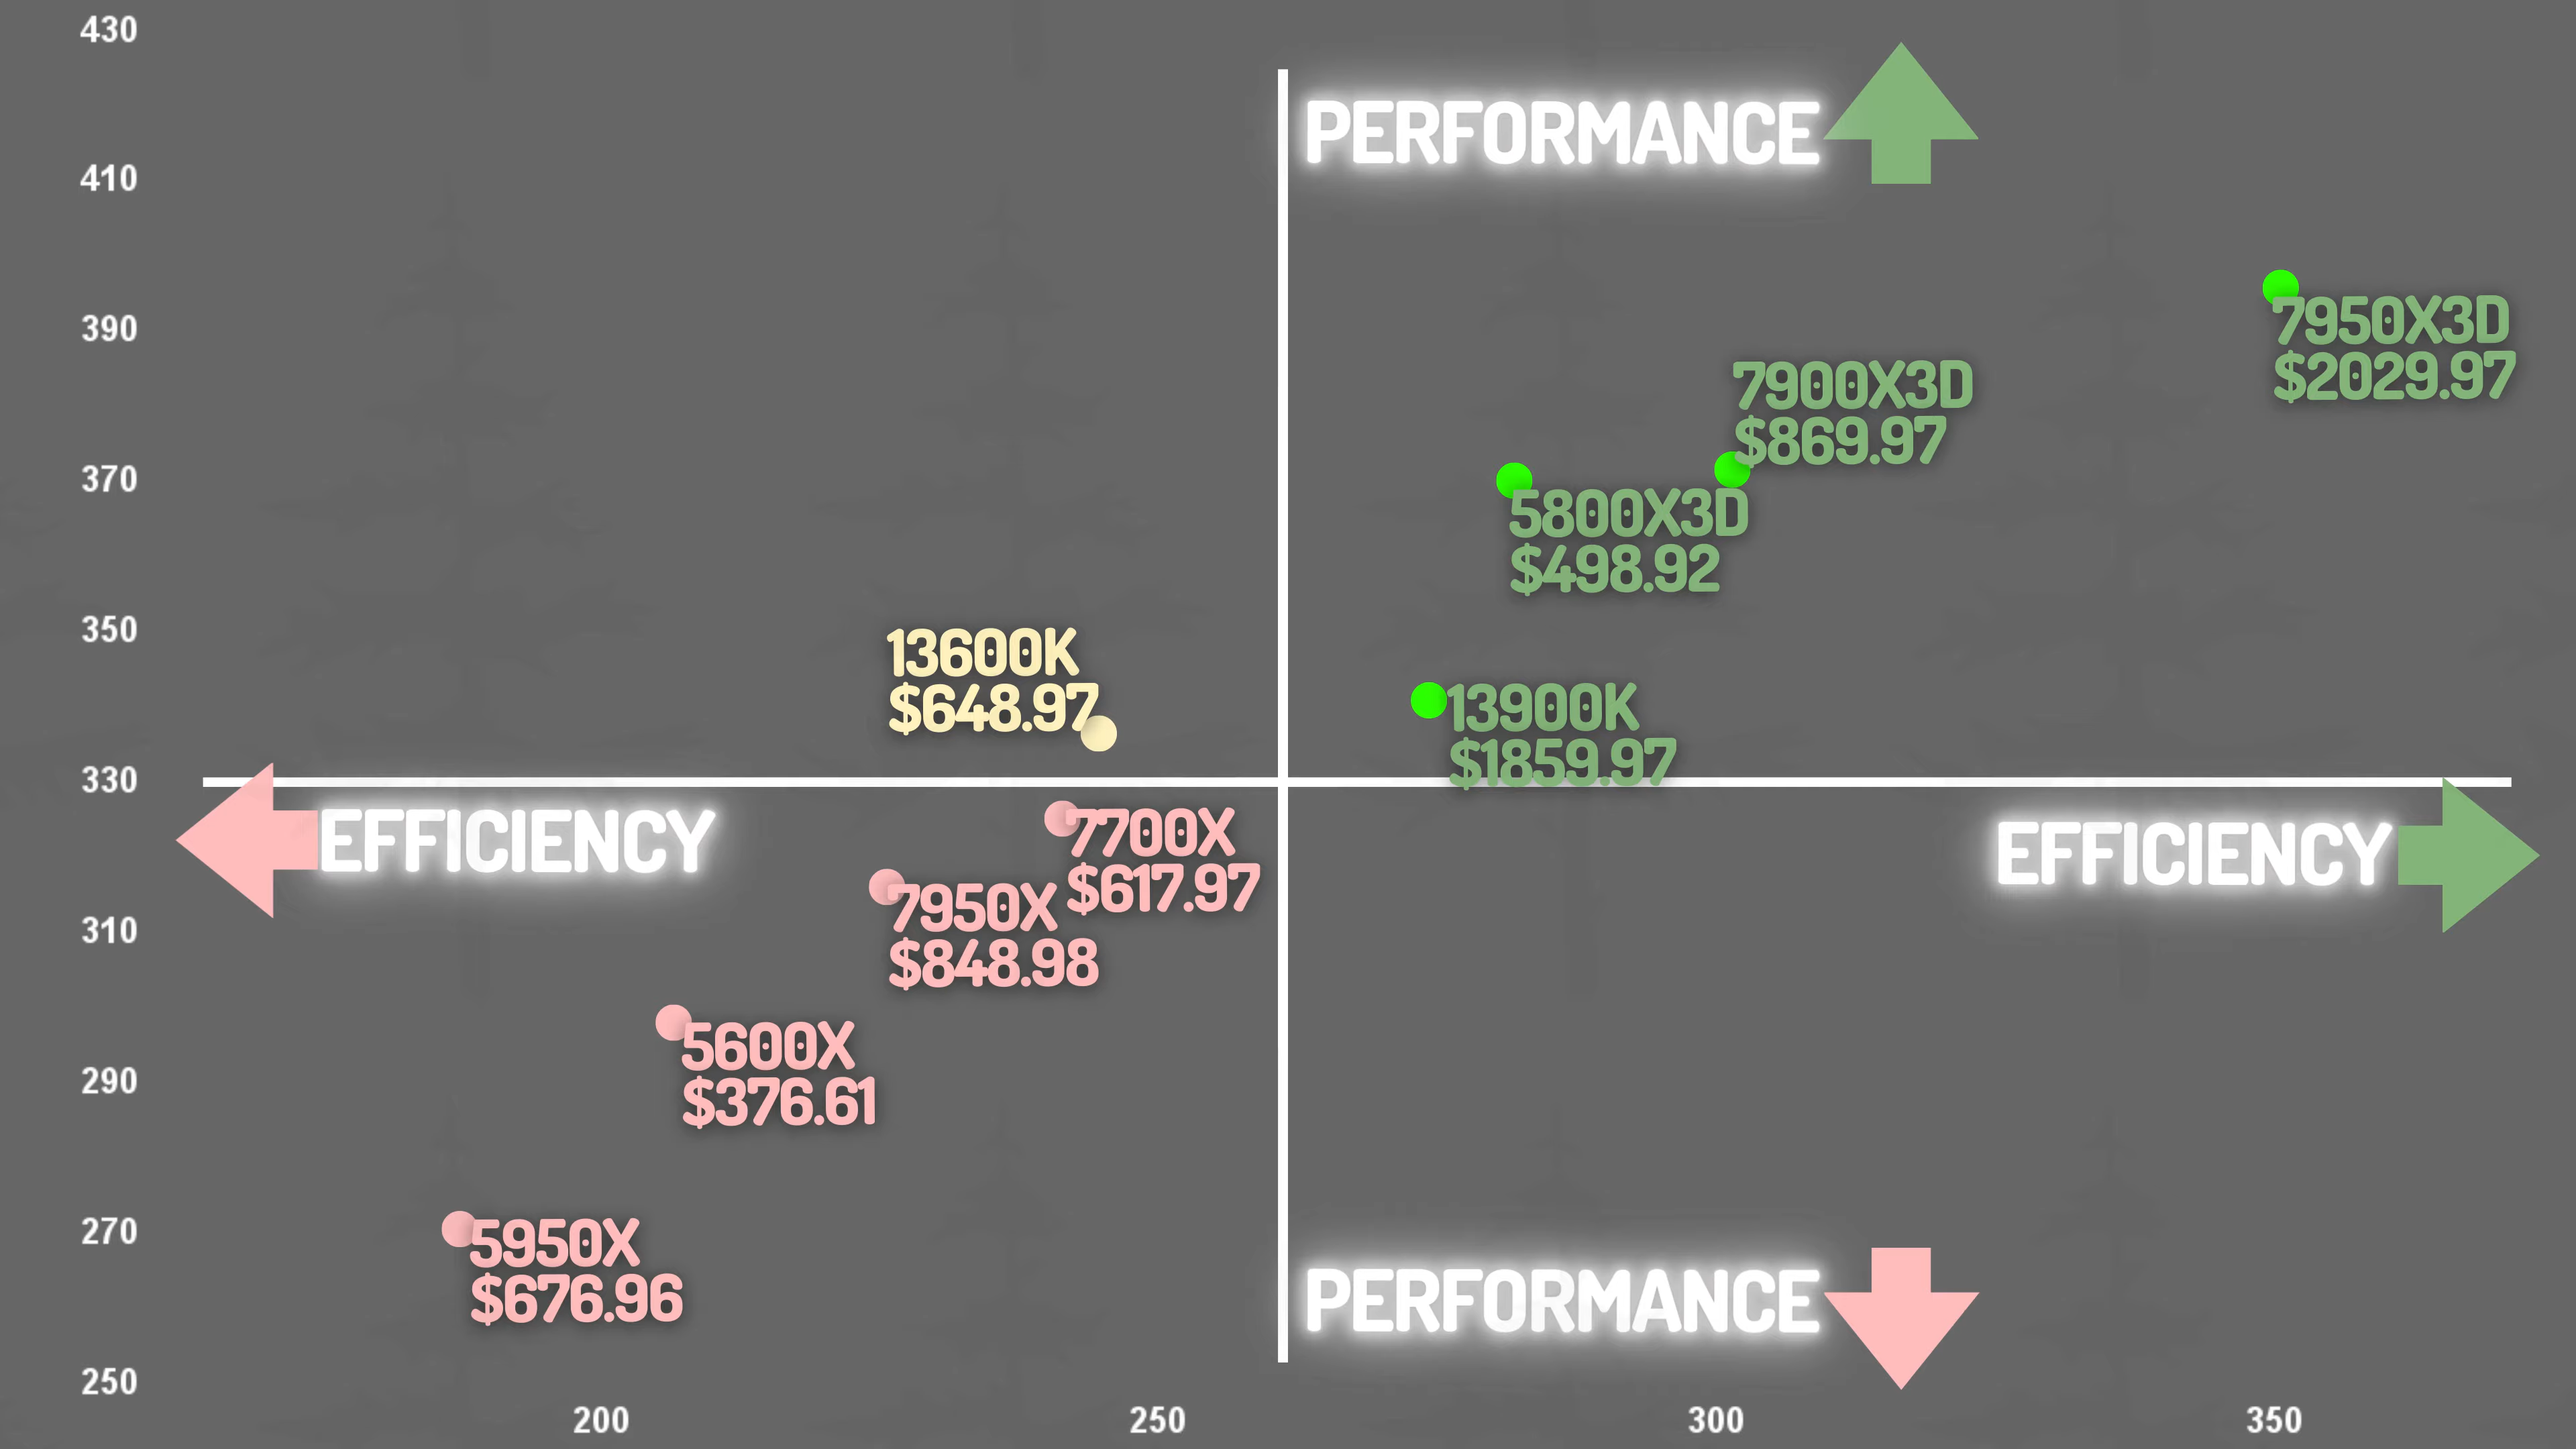 430
PERFORMANCE
410
390
7950X3D
$2029.97
7900X3D
$869.97
370
5800X3D
$498.92
350
13600K
$648.97
13900K
$1859.97
330
EFFICIENCY
EFFICIENCY
7700X
$617.97
7950X
$848.98
310
5600X
$376.61
290
270
5950X
$676.96
PERFORMANCE
250
200
250
300
350